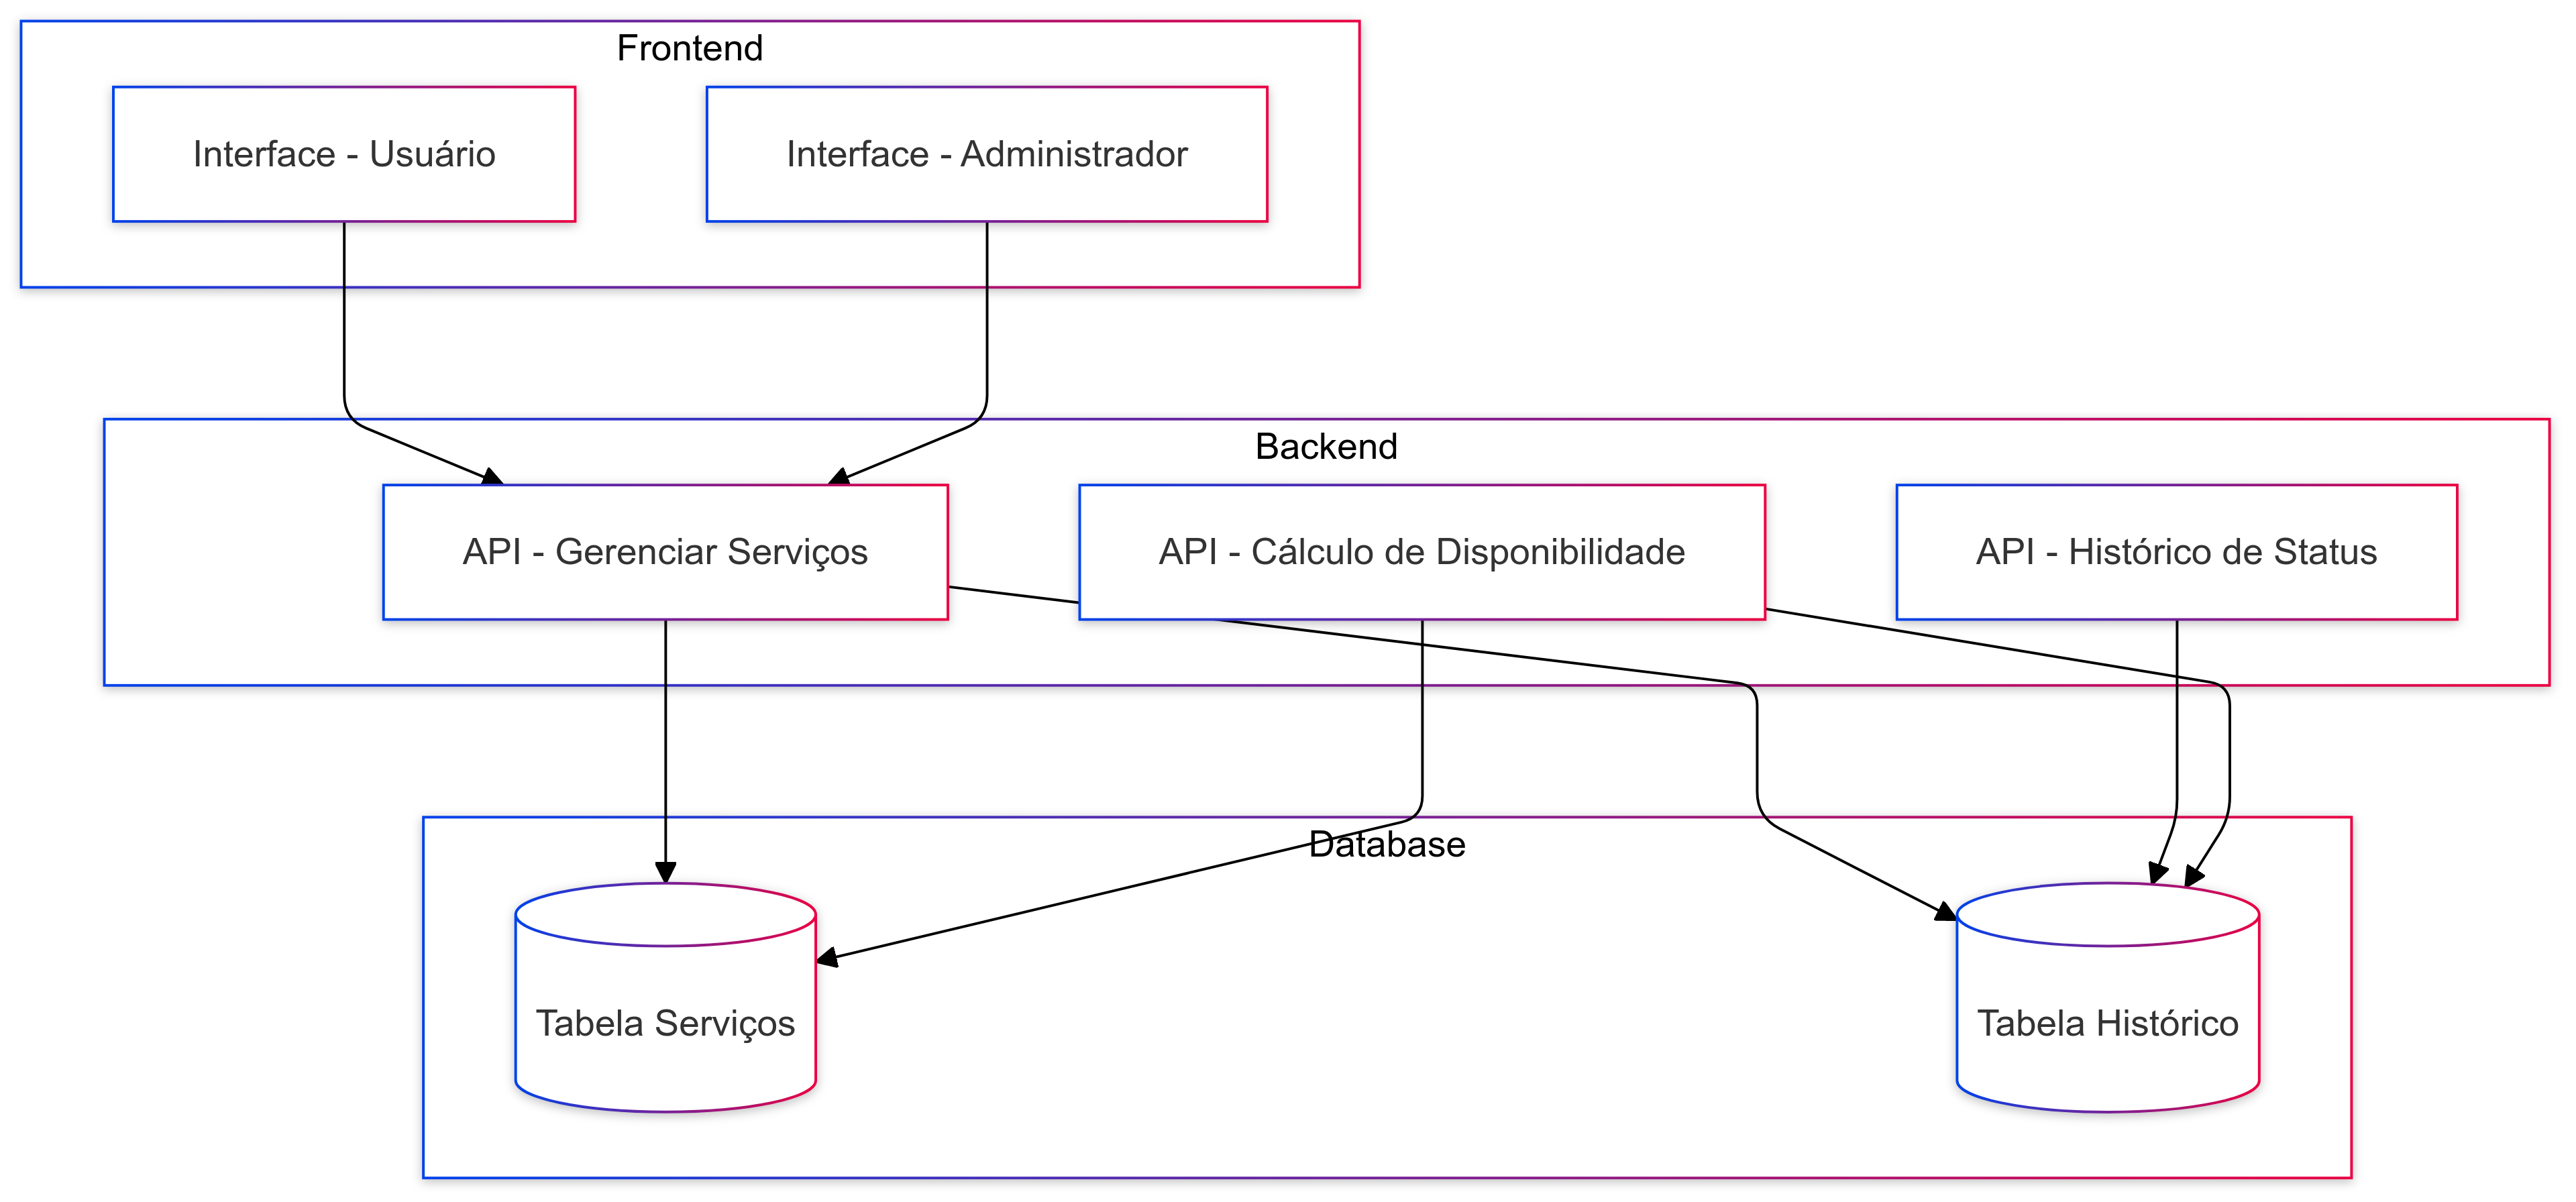 Frontend
Interface - Usuário
Interface - Administrador
Backend
API - Gerenciar Serviços
API - Cálculo de Disponibilidade
API - Histórico de Status
Database
Tabela Serviços
Tabela Histórico